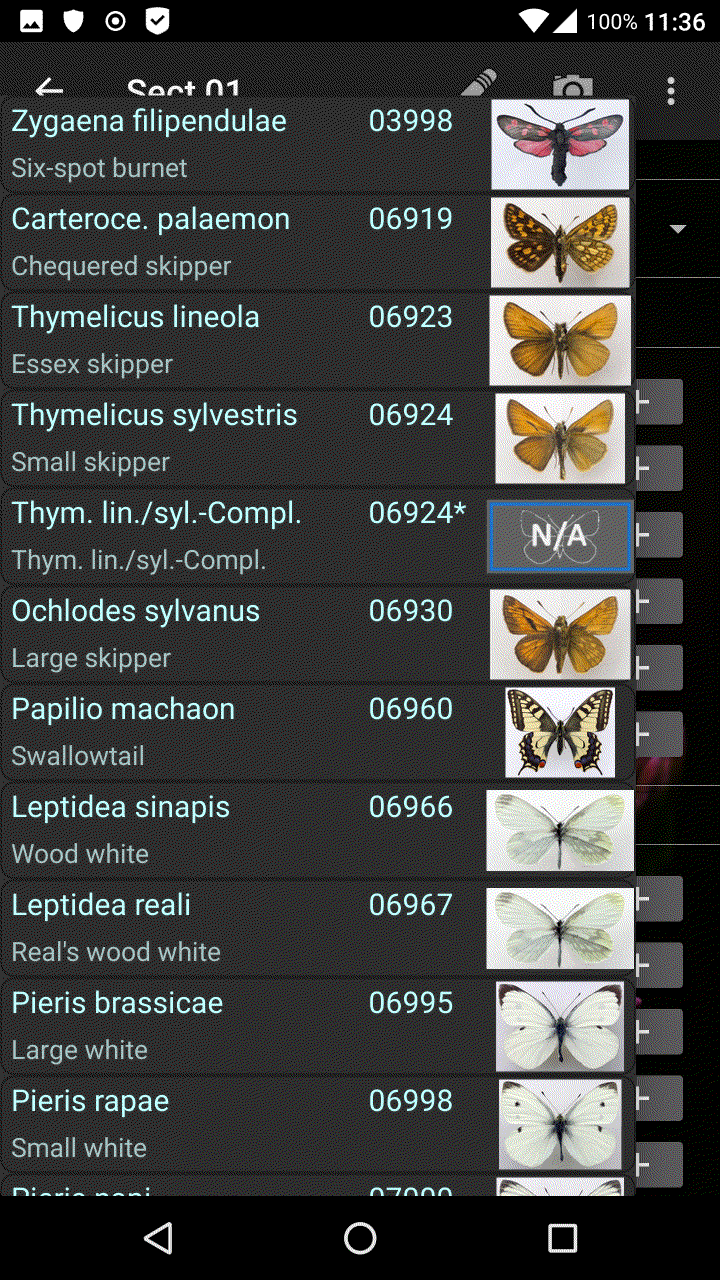 100% 11:36
Sect 01
Zygaena filipendulae 03998
Six-spot burnet
Carteroce. palaemon 06919
Chequered skipper
Thymelicus lineola 06923
Essex skipper
Thymelicus sylvestris 06924
Small skipper
Thym. lin./syl.-Compl. 06924*
Thym. lin./syl.-Compl.
N/A
Ochlodes sylvanus 06930
Large skipper
Papilio machaon 06960
Swallowtail
Leptidea sinapis 06966
Wood white
Leptidea reali 06967
Real's wood white
Pieris brassicae 06995
Large white
Pieris rapae 06998
Small white
Pieris napi